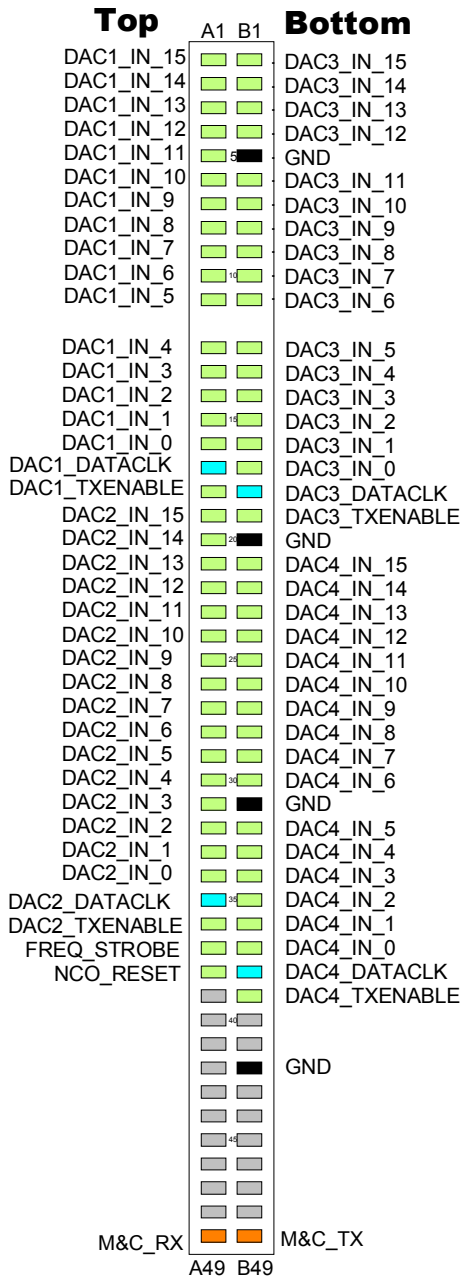 Top Bottom
A1 B1
DAC1_IN_15 DAC3_IN_15
DAC1_IN_14 DAC3_IN_14
DAC1_IN_13 DAC3_IN_13
DAC1_IN_12 DAC3_IN_12
DAC1_IN_11 5 GND
DAC1_IN_10 DAC3_IN_11
DAC1_IN_9 DAC3_IN_10
DAC1_IN_8 DAC3_IN_9
DAC1_IN_7 DAC3_IN_8
DAC1_IN_6 10 DAC3_IN_7
DAC1_IN_5 DAC3_IN_6
DAC1_IN_4 DAC3_IN_5
DAC1_IN_3 DAC3_IN_4
DAC1_IN_2 DAC3_IN_3
DAC1_IN_1 15 DAC3_IN_2
DAC1_IN_0 DAC3_IN_1
DAC1_DATACLK DAC3_IN_0
DAC1_TXENABLE DAC3_DATACLK
DAC2_IN_15 DAC3_TXENABLE
DAC2_IN_14 20 GND
DAC2_IN_13 DAC4_IN_15
DAC2_IN_12 DAC4_IN_14
DAC2_IN_11 DAC4_IN_13
DAC2_IN_10 DAC4_IN_12
DAC2_IN_9 25 DAC4_IN_11
DAC2_IN_8 DAC4_IN_10
DAC2_IN_7 DAC4_IN_9
DAC2_IN_6 DAC4_IN_8
DAC2_IN_5 DAC4_IN_7
DAC2_IN_4 30 DAC4_IN_6
DAC2_IN_3 GND
DAC2_IN_2 DAC4_IN_5
DAC2_IN_1 DAC4_IN_4
DAC2_IN_0 DAC4_IN_3
DAC2_DATACLK 35 DAC4_IN_2
DAC2_TXENABLE DAC4_IN_1
FREQ_STROBE DAC4_IN_0
NCO_RESET DAC4_DATACLK
DAC4_TXENABLE
40
GND
45
M&C_RX M&C_TX
A49 B49